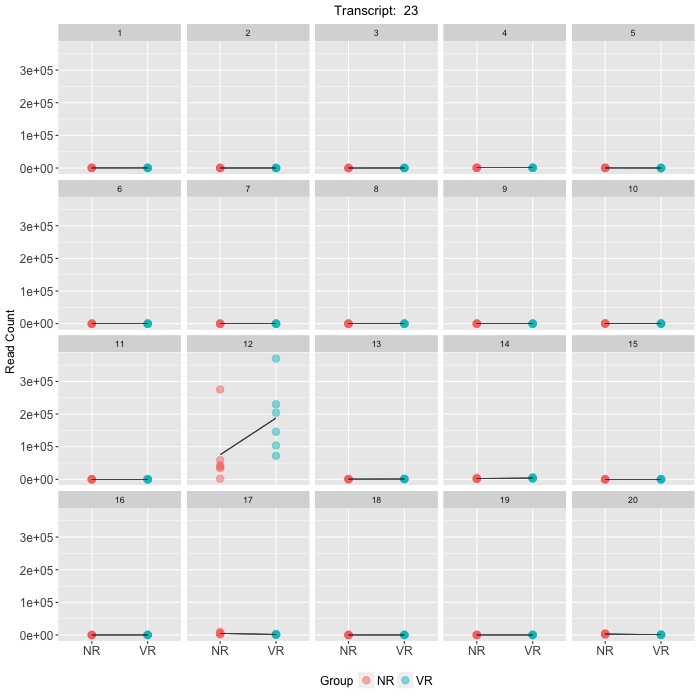 Transcript: 23
1 2 3 4 5
3e+05
2e+05
1e+05
0e+00
6 7 8 9 10
3e+05
2e+05
1e+05
0e+00
Read Count
11 12 13 14 15
3e+05
2e+05
1e+05
0e+00
16 17 18 19 20
3e+05
2e+05
1e+05
0e+00
NR VR NR VR NR VR NR VR NR VR
Group NR VR